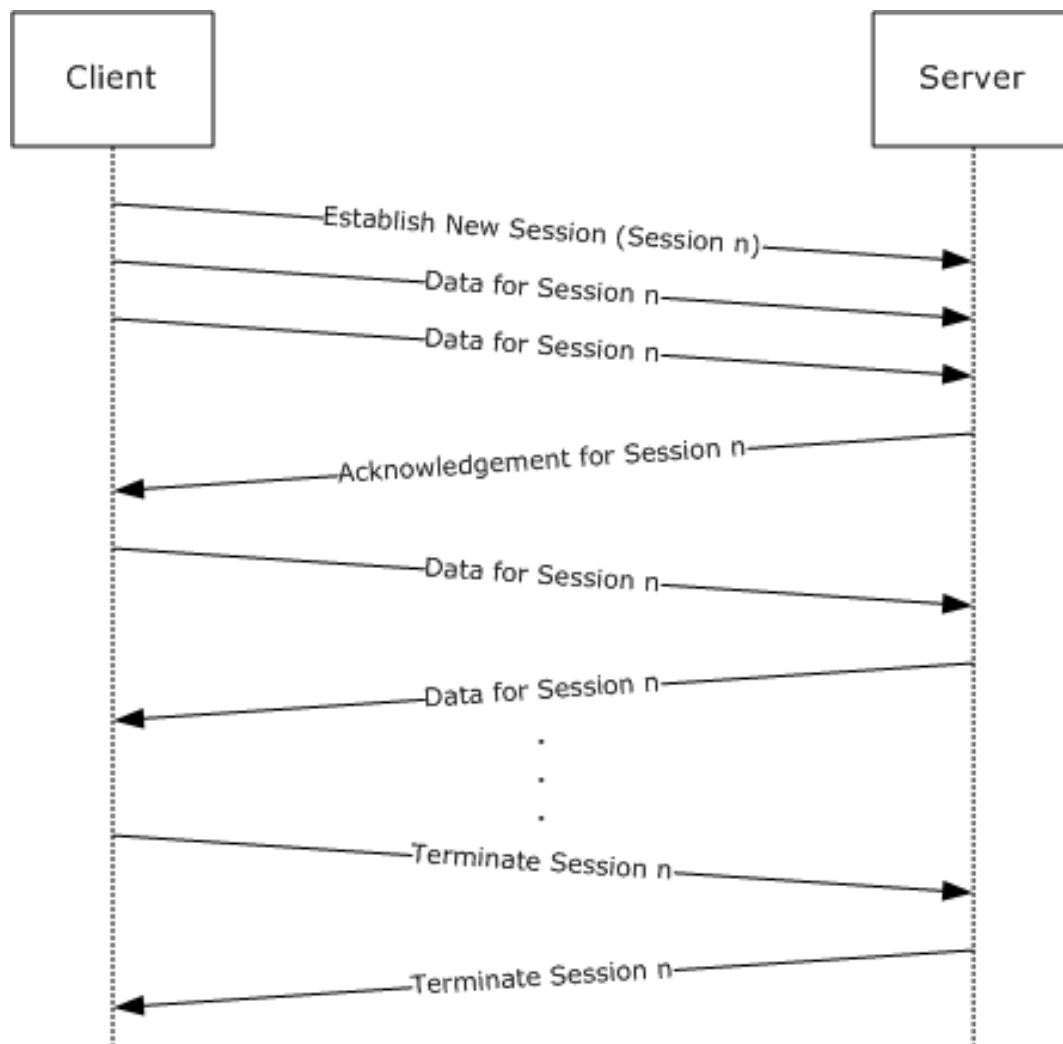 Client
Server
Establish New Session (Session n)
Data for Session n
Data for Session n
Acknowledgement for Session n
Data for Session n
Data for Session n
.
.
.
Terminate Session n
Terminate Session n